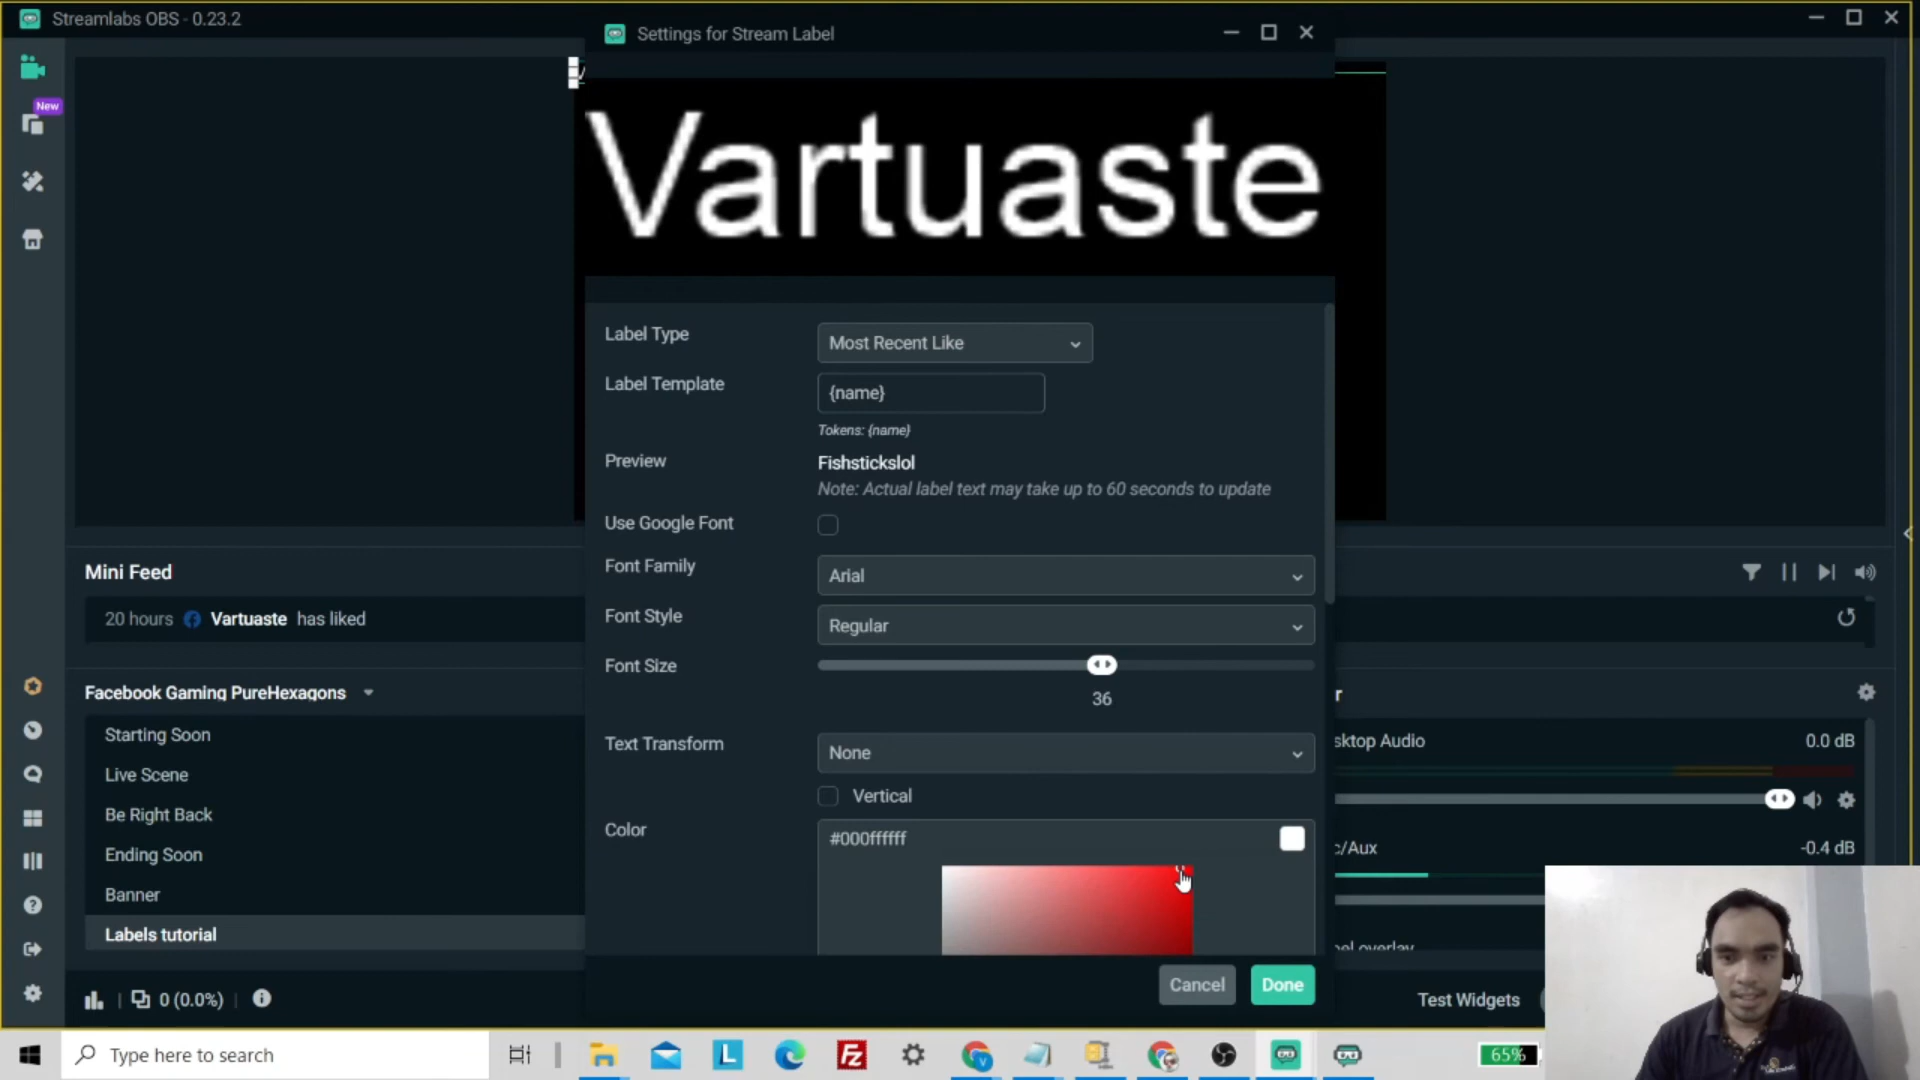 Streamlabs OBS - 0.23.2
Settings for Stream Label
New
Vartuaste
Label Type
Most Recent Like
Label Template
{name}
Tokens: {name}
Preview
Fishstickslol
Note: Actual label text may take up to 60 seconds to update
Use Google Font
Font Family
Arial
Font Style
Regular
Font Size
36
Text Transform
None
Vertical
Color
#000ffffff
Cancel
Done
Mini Feed
20 hours Vartuaste has liked
Facebook Gaming PureHexagons
Starting Soon
Live Scene
Be Right Back
Ending Soon
Banner
Labels tutorial
0 (0.0%)
r
sktop Audio
0.0 dB
c/Aux
-0.4 dB
Test Widgets
Type here to search
65%